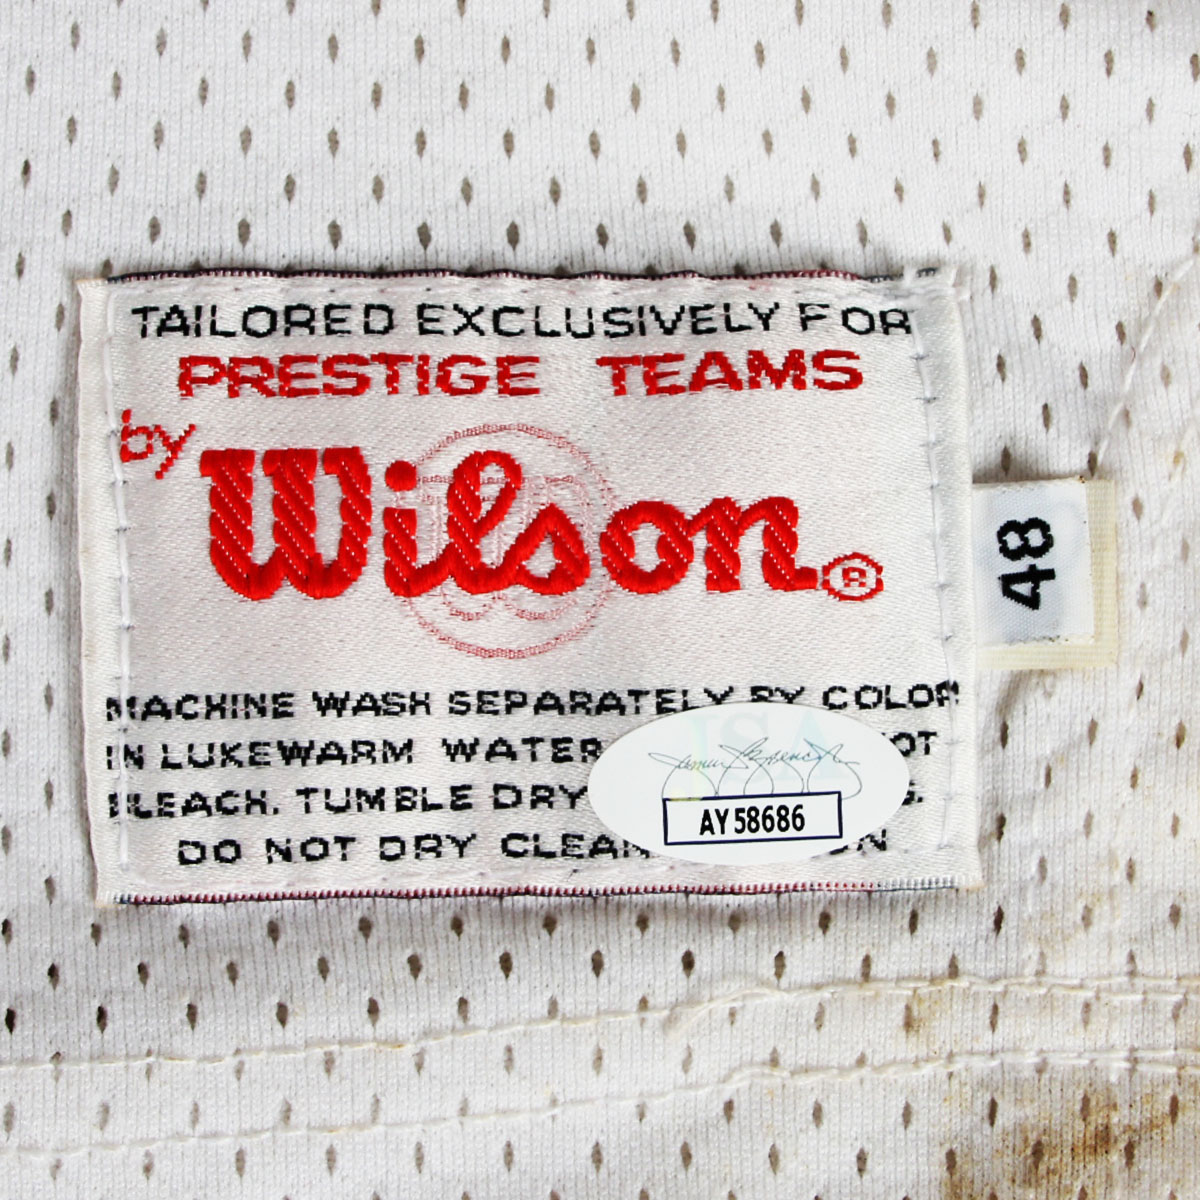 TAILORED EXCLUSIVELY FOR
PRESTIGE TEAMS
by
Wilson®
48
MACHINE WASH SEPARATELY BY COLOR
IN LUKEWARM WATER
BLEACH. TUMBLE DRY
DO NOT DRY CLEAN
JSA
AY58686